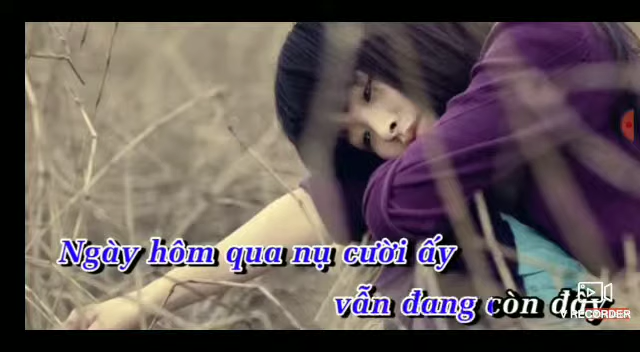 Ngày hôm qua nụ cười ấy
vẫn đang còn đây
V RECORDER